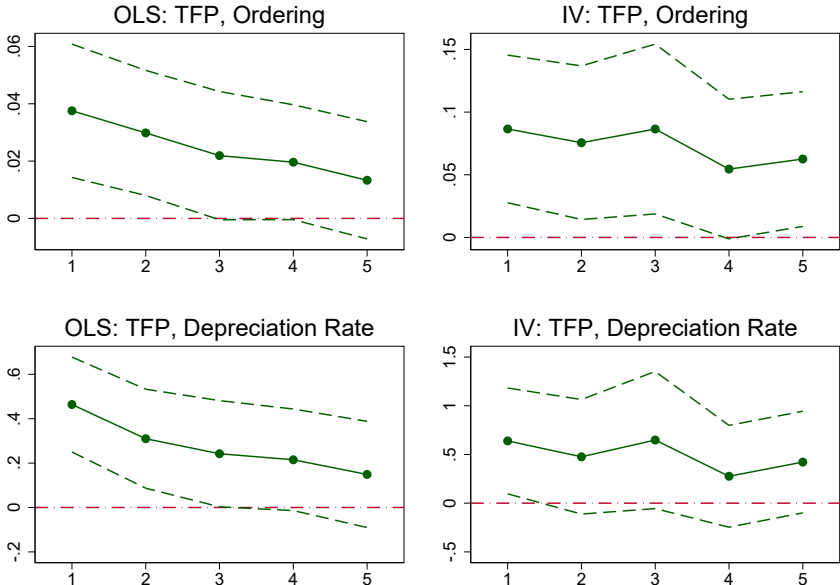 OLS: TFP, Ordering
.06
.04
.02
0
1 2 3 4 5
IV: TFP, Ordering
.15
.1
.05
0
1 2 3 4 5
OLS: TFP, Depreciation Rate
.6
.4
.2
0
-.2
1 2 3 4 5
IV: TFP, Depreciation Rate
1.5
1
.5
0
-.5
1 2 3 4 5